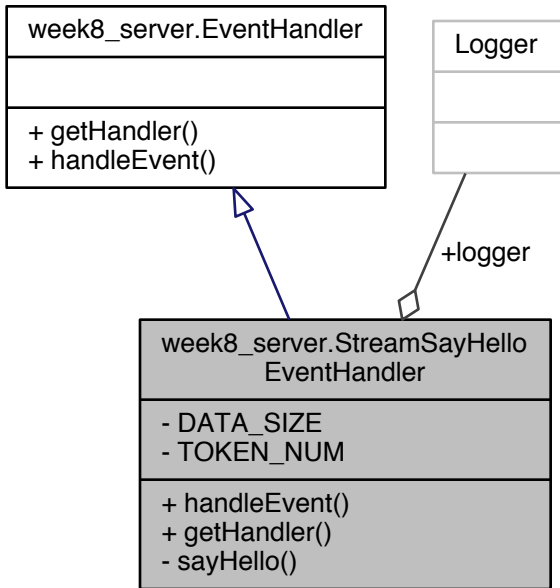 week8_server.EventHandler
+ getHandler()
+ handleEvent()
Logger
+logger
week8_server.StreamSayHello
EventHandler
- DATA_SIZE
- TOKEN_NUM
+ handleEvent()
+ getHandler()
- sayHello()